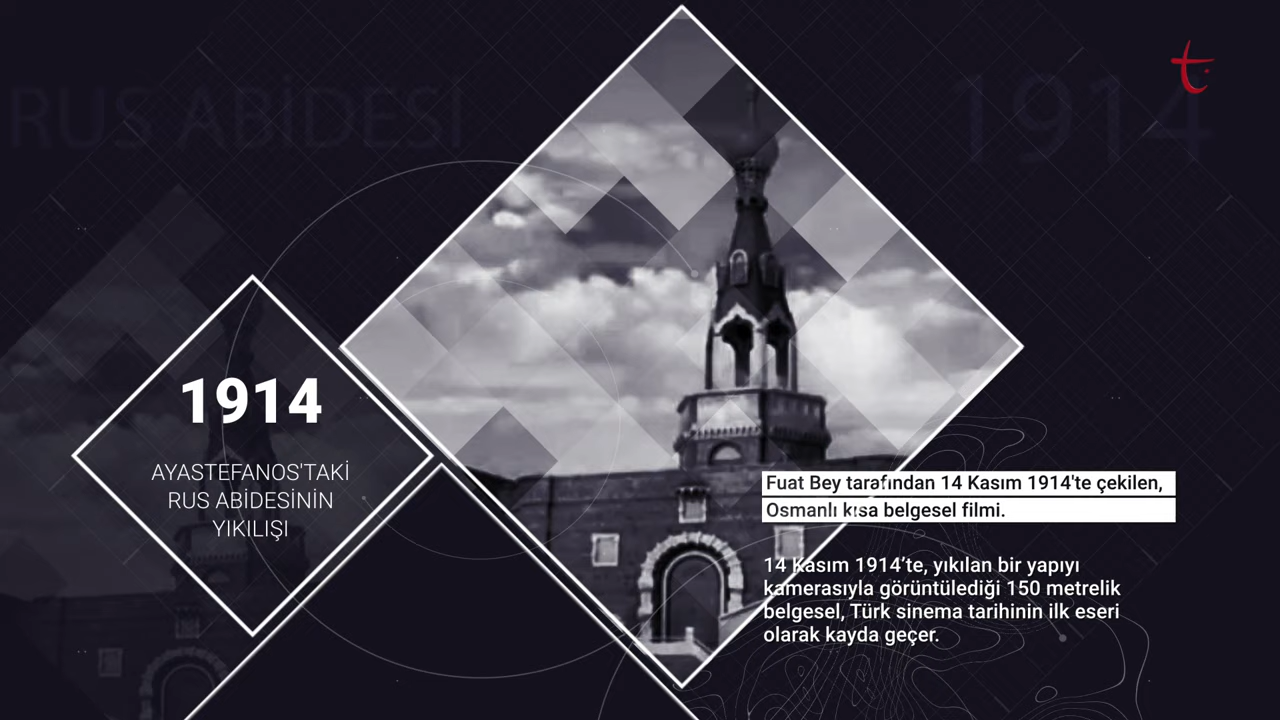 RUS ABİDESİ
1914
1914
AYASTEFANOS'TAKİ
RUS ABİDESİNİN
YIKILIŞI
Fuat Bey tarafından 14 Kasım 1914'te çekilen,
Osmanlı kısa belgesel filmi.
14 Kasım 1914’te, yıkılan bir yapıyı
kamerasıyla görüntülediği 150 metrelik
belgesel, Türk sinema tarihinin ilk eseri
olarak kayda geçer.